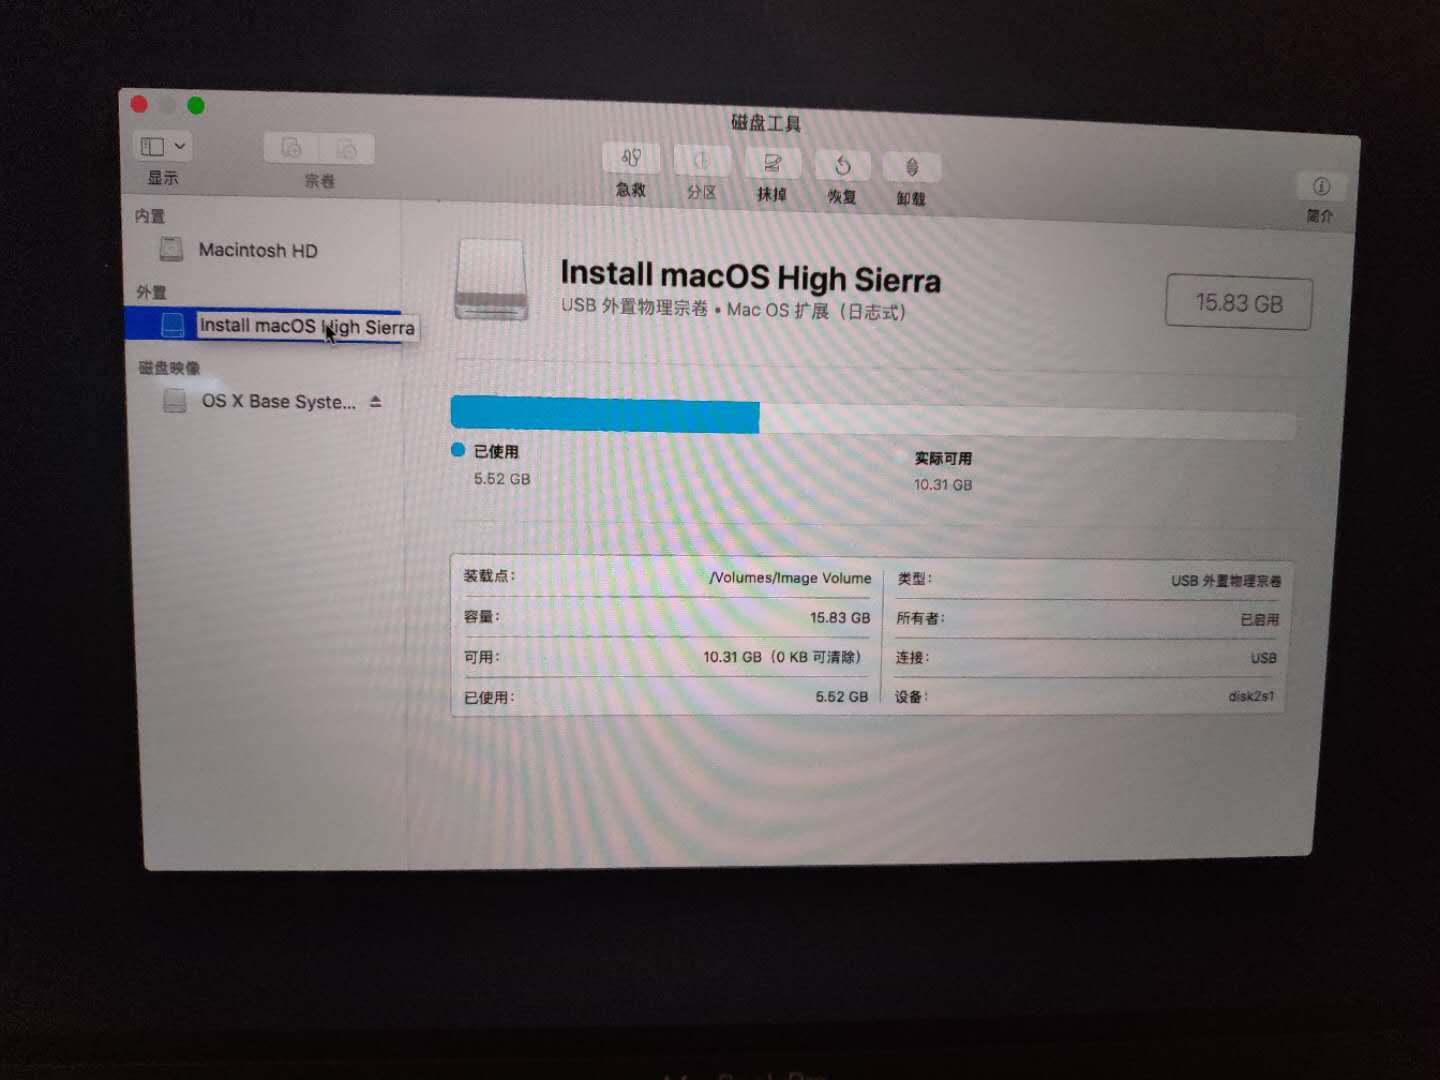 磁盘工具
显示
宗卷
急救
分区
抹掉
恢复
卸载
简介
内置
Macintosh HD
外置
Install macOS High Sierra
磁盘映像
OS X Base Syste...
Install macOS High Sierra
USB 外置物理宗卷 • Mac OS 扩展（日志式）
15.83 GB
已使用
5.52 GB
实际可用
10.31 GB
装载点：
/Volumes/Image Volume
类型：
USB 外置物理宗卷
容量：
15.83 GB
所有者：
已启用
可用：
10.31 GB（0 KB 可清除）
连接：
USB
已使用：
5.52 GB
设备：
disk2s1